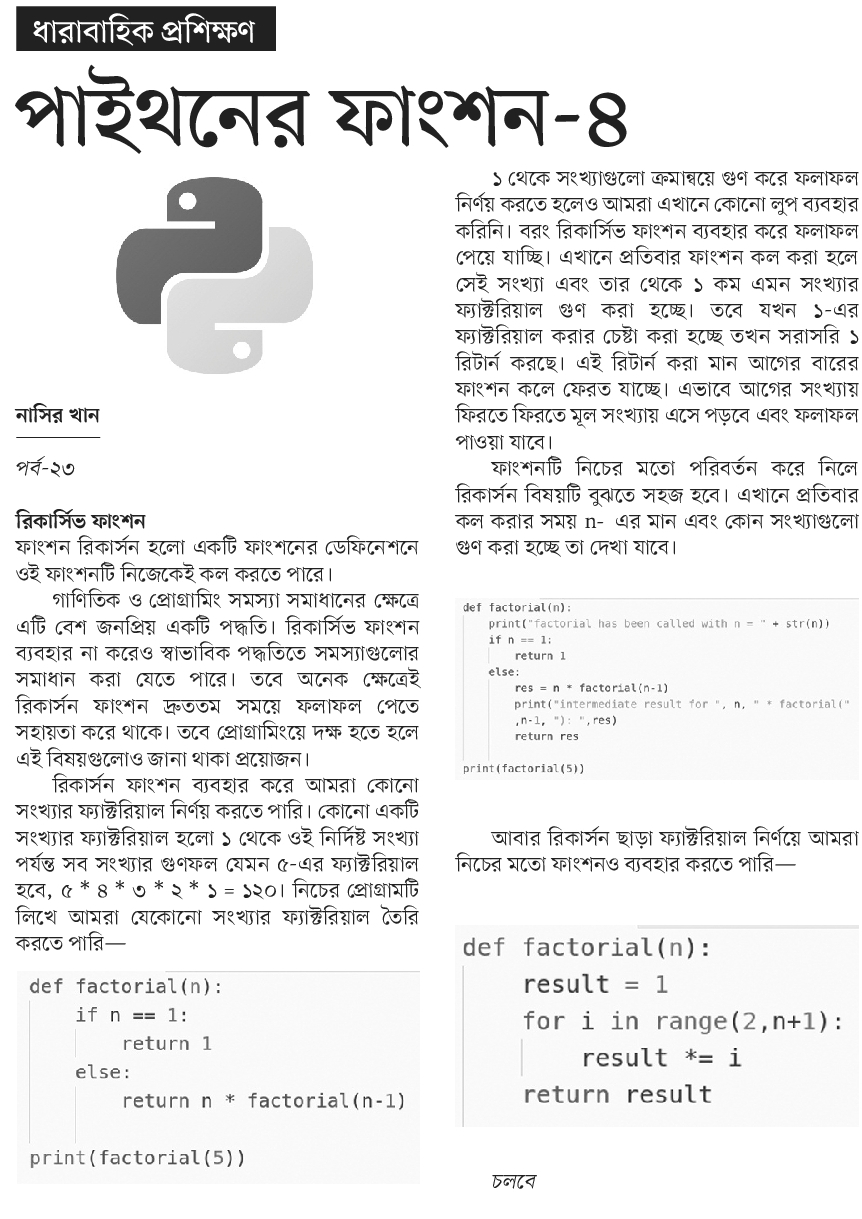 ধারাবাহিক প্রশিক্ষণ
পাইথনের ফাংশন-৪
নাসির খান
পর্ব-২৩
রিকার্সিভ ফাংশন
ফাংশন রিকার্সন হলো একটি ফাংশনের ডেফিনেশনে
ওই ফাংশনটি নিজেকেই কল করতে পারে।
গাণিতিক ও প্রোগ্রামিং সমস্যা সমাধানের ক্ষেত্রে
এটি বেশ জনপ্রিয় একটি পদ্ধতি। রিকার্সিভ ফাংশন
ব্যবহার না করেও স্বাভাবিক পদ্ধতিতে সমস্যাগুলোর
সমাধান করা যেতে পারে। তবে অনেক ক্ষেত্রেই
রিকার্সন ফাংশন দ্রুততম সময়ে ফলাফল পেতে
সহায়তা করে থাকে। তবে প্রোগ্রামিংয়ে দক্ষ হতে হলে
এই বিষয়গুলোও জানা থাকা প্রয়োজন।
রিকার্সন ফাংশন ব্যবহার করে আমরা কোনো
সংখ্যার ফ্যাক্টরিয়াল নির্ণয় করতে পারি। কোনো একটি
সংখ্যার ফ্যাক্টরিয়াল হলো ১ থেকে ওই নির্দিষ্ট সংখ্যা
পর্যন্ত সব সংখ্যার গুণফল যেমন ৫-এর ফ্যাক্টরিয়াল
হবে, ৫ * ৪ * ৩ * ২ * ১ = ১২০। নিচের প্রোগ্রামটি
লিখে আমরা যেকোনো সংখ্যার ফ্যাক্টরিয়াল তৈরি
করতে পারি—
def factorial(n):
    if n == 1:
        return 1
    else:
        return n * factorial(n-1)
print(factorial(5))
১ থেকে সংখ্যাগুলো ক্রমান্বয়ে গুণ করে ফলাফল
নির্ণয় করতে হলেও আমরা এখানে কোনো লুপ ব্যবহার
করিনি। বরং রিকার্সিভ ফাংশন ব্যবহার করে ফলাফল
পেয়ে যাচ্ছি। এখানে প্রতিবার ফাংশন কল করা হলে
সেই সংখ্যা এবং তার থেকে ১ কম এমন সংখ্যার
ফ্যাক্টরিয়াল গুণ করা হচ্ছে। তবে যখন ১-এর
ফ্যাক্টরিয়াল করার চেষ্টা করা হচ্ছে তখন সরাসরি ১
রিটার্ন করছে। এই রিটার্ন করা মান আগের বারের
ফাংশন কলে ফেরত যাচ্ছে। এভাবে আগের সংখ্যায়
ফিরতে ফিরতে মূল সংখ্যায় এসে পড়বে এবং ফলাফল
পাওয়া যাবে।
ফাংশনটি নিচের মতো পরিবর্তন করে নিলে
রিকার্সন বিষয়টি বুঝতে সহজ হবে। এখানে প্রতিবার
কল করার সময় n- এর মান এবং কোন সংখ্যাগুলো
গুণ করা হচ্ছে তা দেখা যাবে।
def factorial(n):
    print("factorial has been called with n = " + str(n))
    if n == 1:
        return 1
    else:
        res = n * factorial(n-1)
        print("intermediate result for ", n, " * factorial("
        ,n-1, "): ",res)
        return res
print(factorial(5))
আবার রিকার্সন ছাড়া ফ্যাক্টরিয়াল নির্ণয়ে আমরা
নিচের মতো ফাংশনও ব্যবহার করতে পারি—
def factorial(n):
    result = 1
    for i in range(2,n+1):
        result *= i
    return result
চলবে